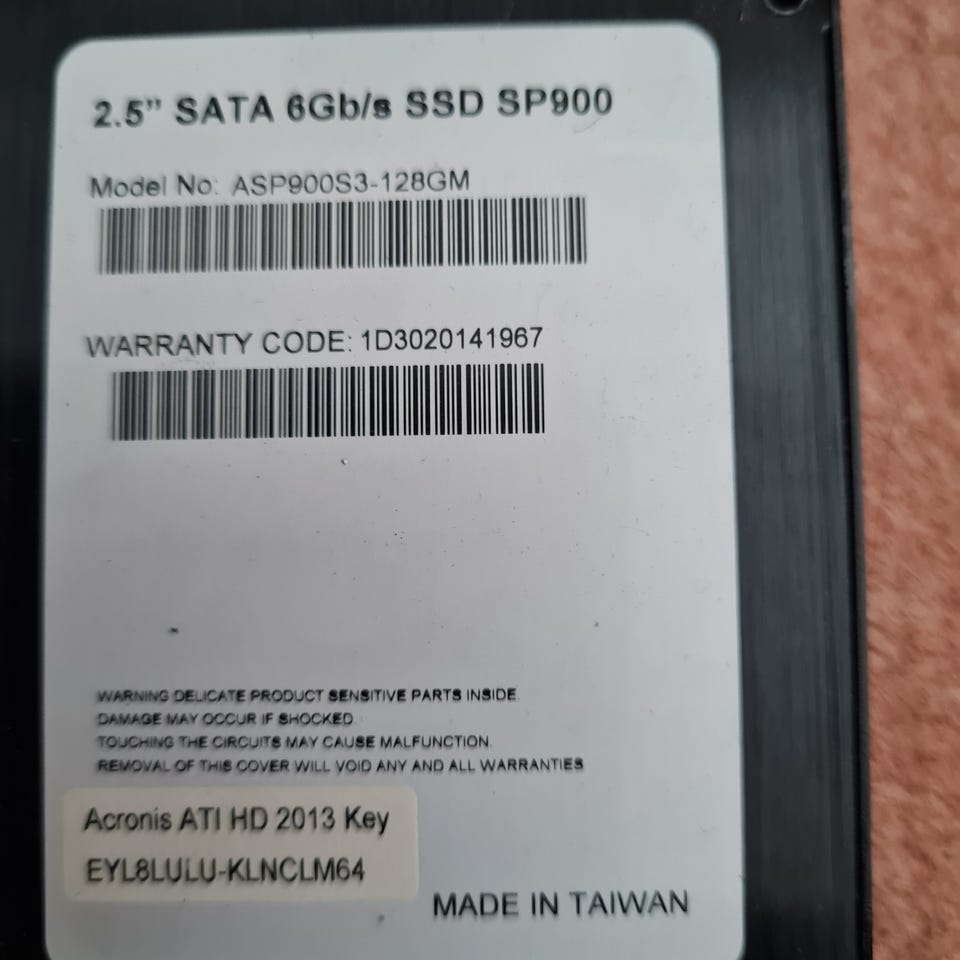 2.5” SATA 6Gb/s SSD SP900
Model No: ASP900S3-128GM
WARRANTY CODE: 1D3020141967
WARNING DELICATE PRODUCT SENSITIVE PARTS INSIDE.
DAMAGE MAY OCCUR IF SHOCKED.
TOUCHING THE CIRCUITS MAY CAUSE MALFUNCTION.
REMOVAL OF THIS COVER WILL VOID ANY AND ALL WARRANTIES
Acronis ATI HD 2013 Key
EYL8LULU-KLNCLM64
MADE IN TAIWAN